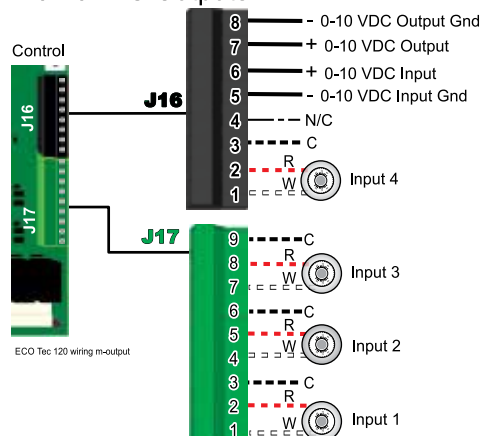 Control
J16
J17
J16
8 - 0-10 VDC Output Gnd
7 + 0-10 VDC Output
6 + 0-10 VDC Input
5 - 0-10 VDC Input Gnd
4 N/C
3 C
2 R
1 W Input 4
J17
9 C
8 R
7 W Input 3
6 C
5 R
4 W Input 2
3 C
2 R
1 W Input 1
ECO Tec 120 wiring m-output